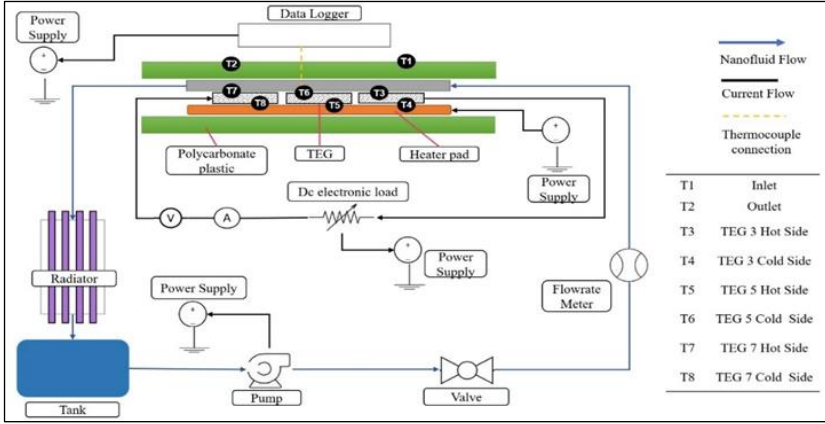 Power
Supply
Data Logger
T2
T1
T7
T6
T3
T8
T5
T4
Polycarbonate
plastic
TEG
Heater pad
Power
Supply
Dc electronic load
V
A
Power
Supply
Radiator
Power Supply
Flowrate
Meter
Tank
Pump
Valve
Nanofluid Flow
Current Flow
Thermocouple
connection
T1 Inlet
T2 Outlet
T3 TEG 3 Hot Side
T4 TEG 3 Cold Side
T5 TEG 5 Hot Side
T6 TEG 5 Cold Side
T7 TEG 7 Hot Side
T8 TEG 7 Cold Side